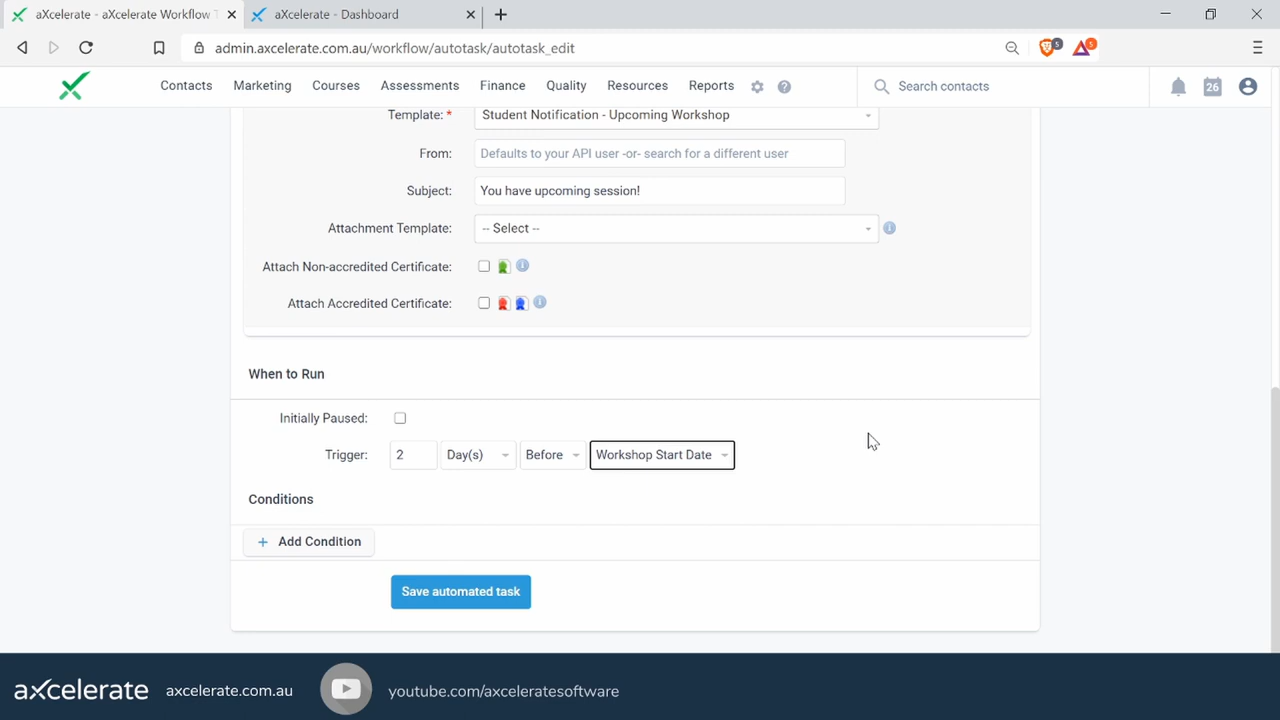 aXcelerate - aXcelerate Workflow T
aXcelerate - Dashboard
admin.axcelerate.com.au/workflow/autotask/autotask_edit
5
5
Contacts Marketing Courses Assessments Finance Quality Resources Reports ? Search contacts 26
Template: * Student Notification - Upcoming Workshop
From: Defaults to your API user -or- search for a different user
Subject: You have upcoming session!
Attachment Template: -- Select -- i
Attach Non-accredited Certificate: i
Attach Accredited Certificate: i
When to Run
Initially Paused:
Trigger: 2 Day(s) Before Workshop Start Date
Conditions
+ Add Condition
Save automated task
axcelerate axcelerate.com.au youtube.com/axceleratesoftware